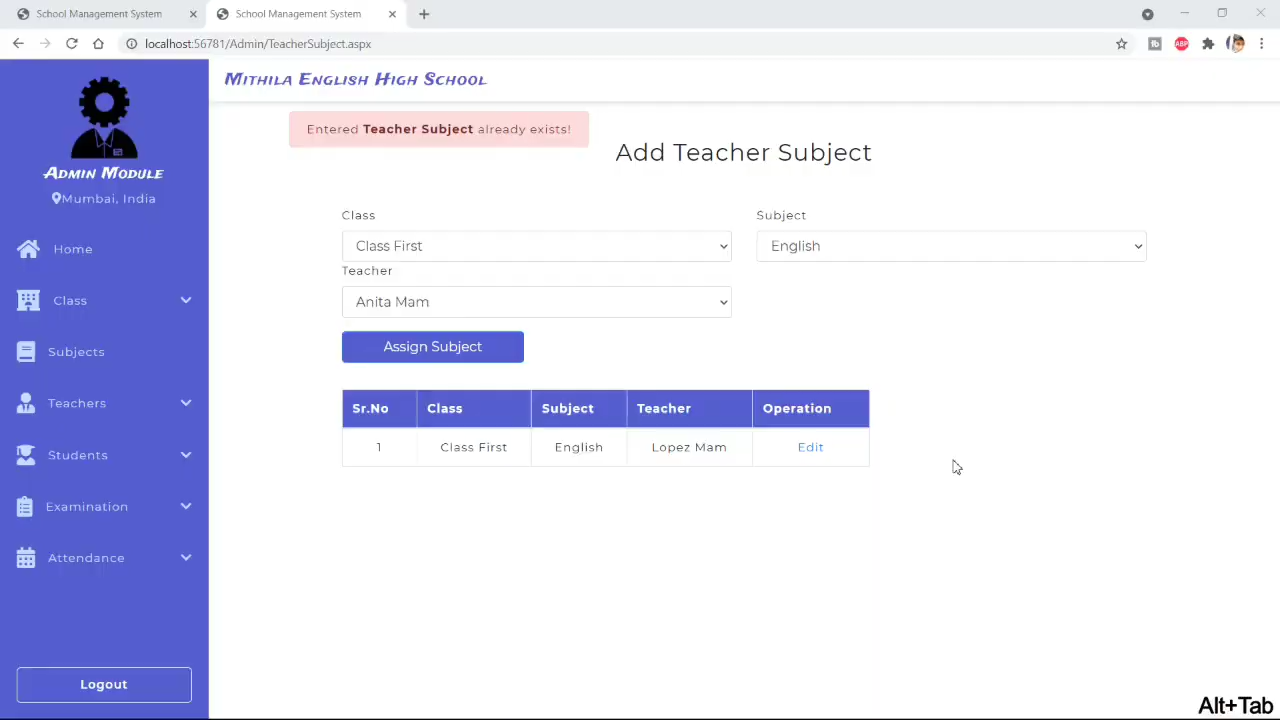 School Management System
School Management System
localhost:56781/Admin/TeacherSubject.aspx
ABP
Mithila English High School
Admin Module
Mumbai, India
Home
Class
Subjects
Teachers
Students
Examination
Attendance
Logout
Entered Teacher Subject already exists!
Add Teacher Subject
Class Subject
Class First English
Teacher
Anita Mam
Assign Subject
Sr.No Class Subject Teacher Operation
1 Class First English Lopez Mam Edit
Alt+Tab